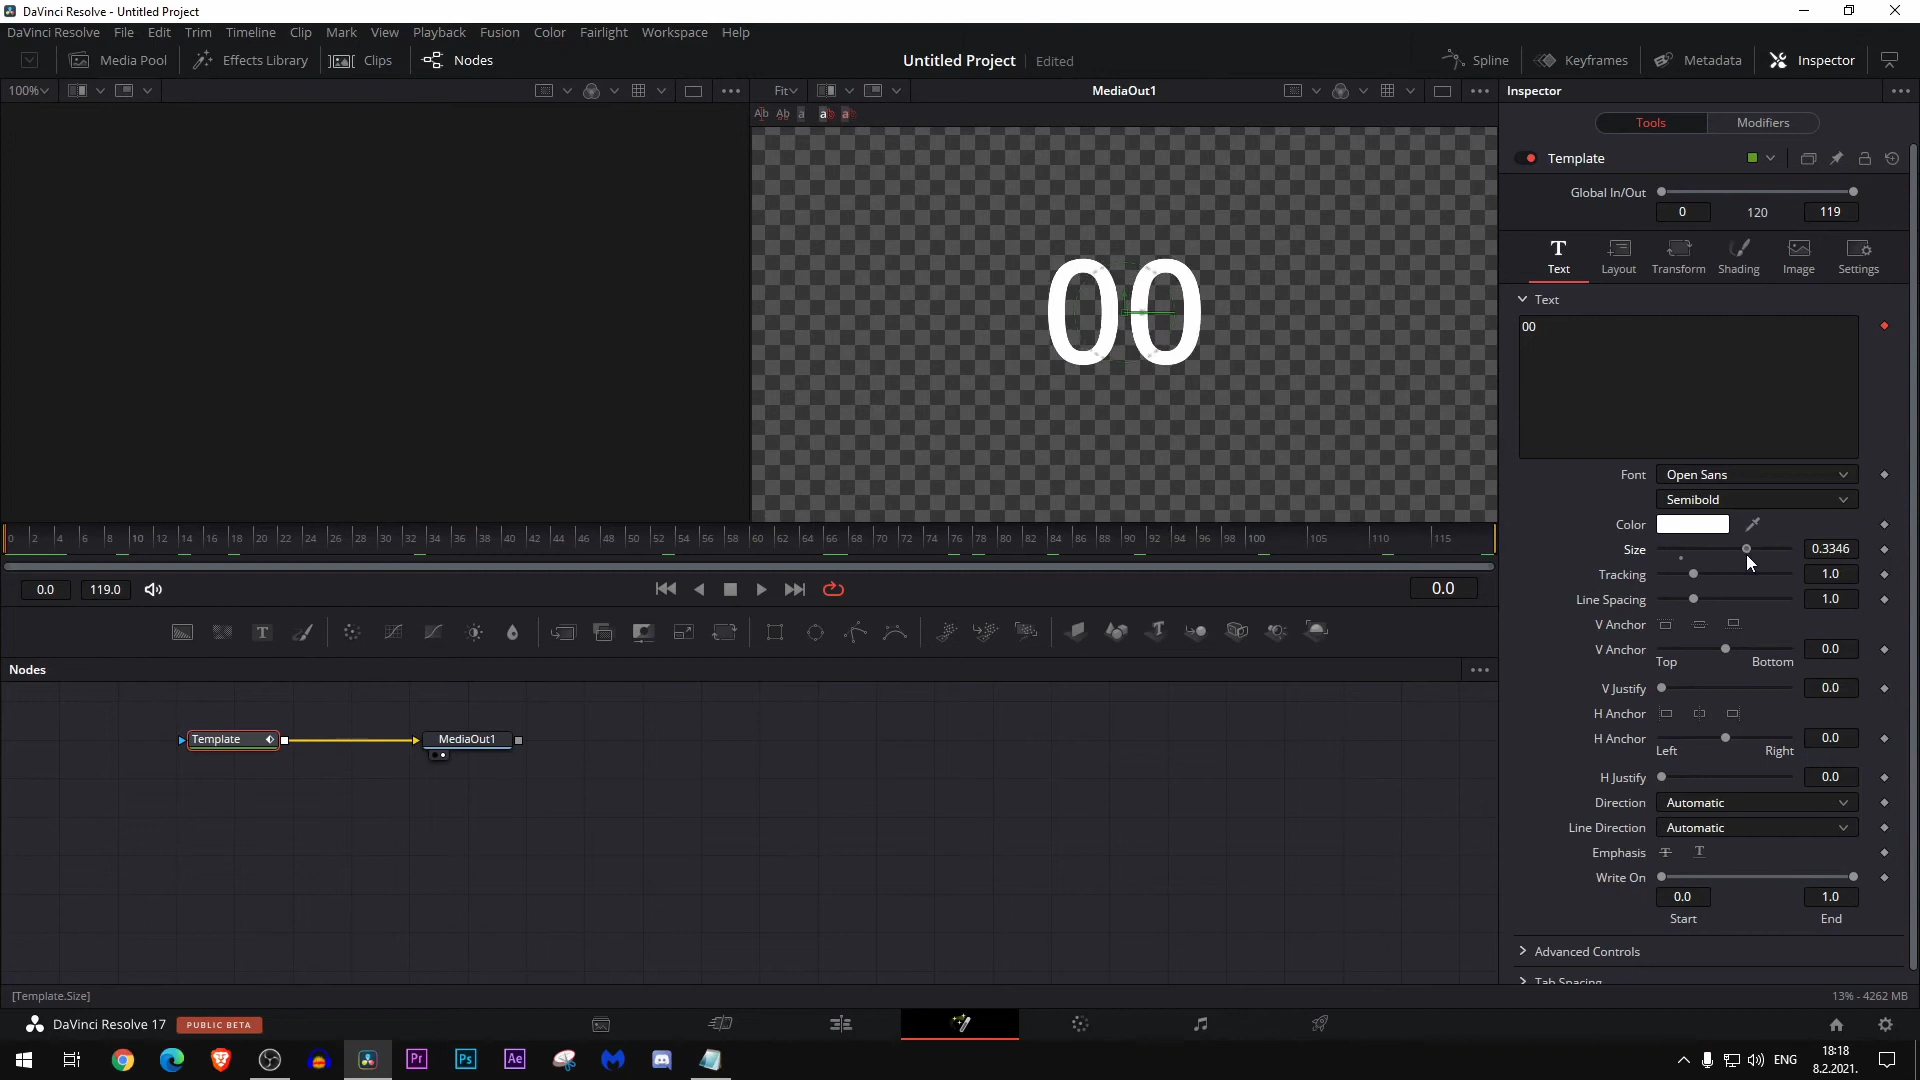 DaVinci Resolve - Untitled Project
DaVinci Resolve File Edit Trim Timeline Clip Mark View Playback Fusion Color Fairlight Workspace Help
Media Pool Effects Library Clips Nodes Untitled Project Edited Spline Keyframes Metadata Inspector
100% Fit MediaOut1 Inspector
Tools Modifiers
Template
Global In/Out
0 120 119
Text Layout Transform Shading Image Settings
Text
00
00
Font Open Sans
Semibold
Color
Size 0.3346
Tracking 1.0
Line Spacing 1.0
V Anchor
V Anchor 0.0
Top Bottom
V Justify 0.0
H Anchor
H Anchor 0.0
Left Right
H Justify 0.0
Direction Automatic
Line Direction Automatic
Emphasis
Write On
0.0 1.0
Start End
Advanced Controls
Tab Spacing
0 2 4 6 8 10 12 14 16 18 20 22 24 26 28 30 32 34 36 38 40 42 44 46 48 50 52 54 56 58 60 62 64 66 68 70 72 74 76 78 80 82 84 86 88 90 92 94 96 98 100 105 110 115
0.0 119.0 0.0
Nodes
Template MediaOut1
[Template.Size] 13% - 4262 MB
DaVinci Resolve 17 PUBLIC BETA
Pr Ps Ae ENG 18:18
8.2.2021.